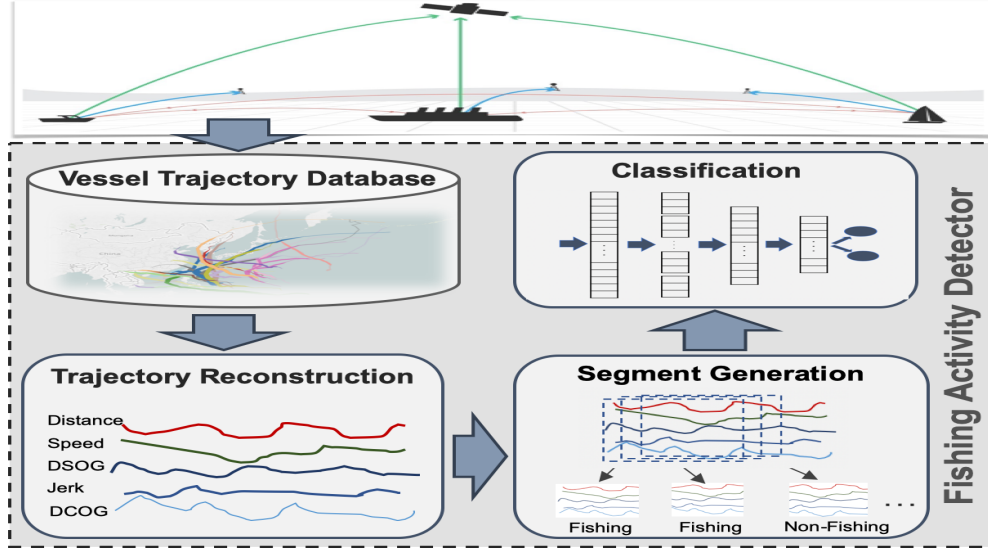 Vessel Trajectory Database
Trajectory Reconstruction
Distance
Speed
DSOG
Jerk
DCOG
Segment Generation
Fishing
Fishing
Non-Fishing
...
Classification
Fishing Activity Detector